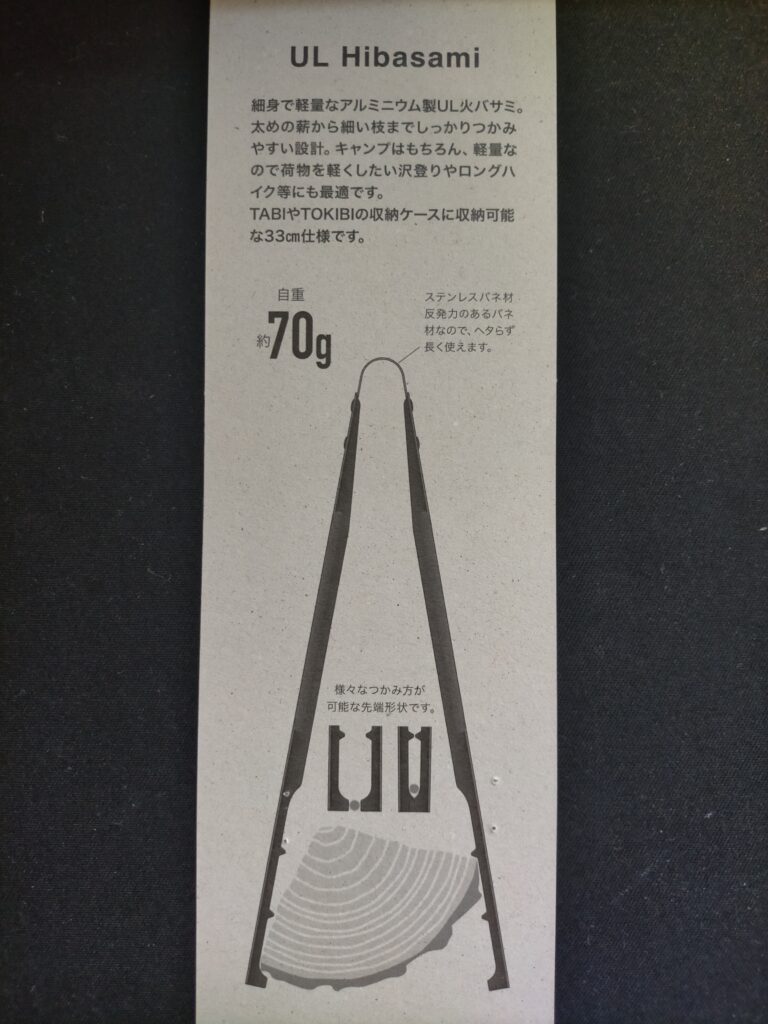 UL Hibasami
細身で軽量なアルミニウム製UL火バサミ。
太めの薪から細い枝までしっかりつかみ
やすい設計。キャンプはもちろん、軽量な
ので荷物を軽くしたい沢登りやロングハ
イク等にも最適です。
TABIやTOKIBIの収納ケースに収納可能
な33㎝仕様です。
自重
約70g
ステンレスバネ材
反発力のあるバネ
材なので、ヘタらず
長く使えます。
様々なつかみ方が
可能な先端形状です。